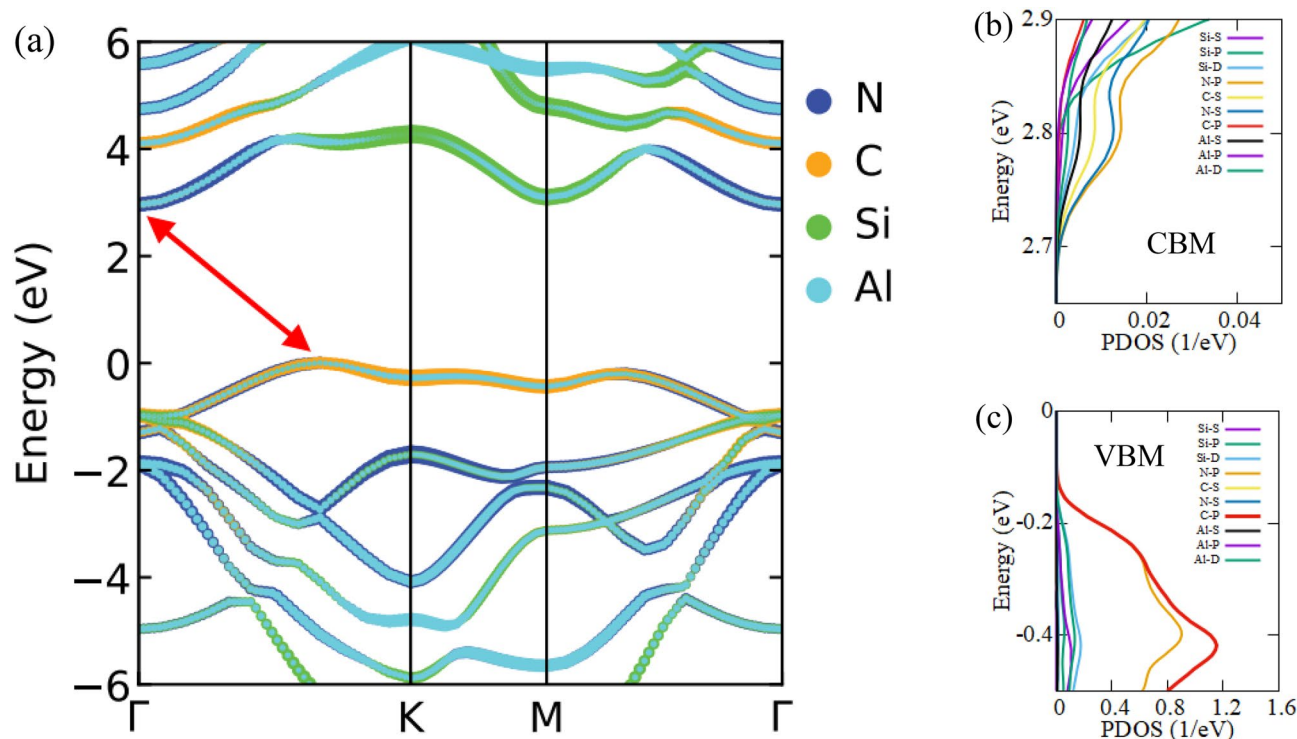 (a)
Energy (eV)
6
4
2
0
−2
−4
−6
Γ
K
M
Γ
N
C
Si
Al
(b)
Energy (eV)
2.9
2.8
2.7
Si-S
Si-P
Si-D
N-P
C-S
N-S
C-P
Al-S
Al-P
Al-D
CBM
0
0.02
0.04
PDOS (1/eV)
(c)
Energy (eV)
0
-0.2
-0.4
VBM
Si-S
Si-P
Si-D
N-P
C-S
N-S
C-P
Al-S
Al-P
Al-D
0
0.4
0.8
1.2
1.6
PDOS (1/eV)